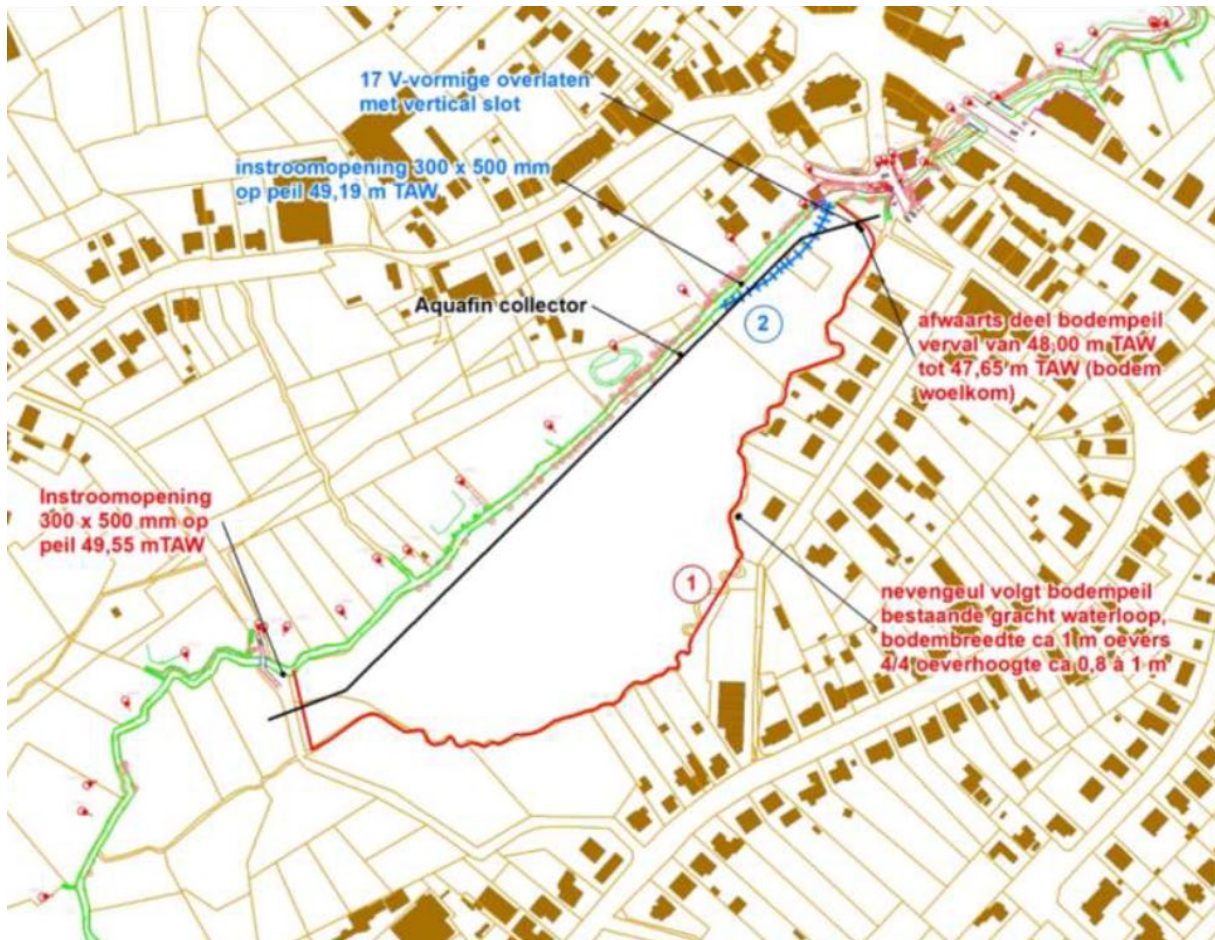 17 V-vormige overlaten
met vertical slot
instroomopening 300 x 500 mm
op peil 49,19 m TAW
Aquafin collector
2
afwaarts deel bodempeil
verval van 48,00 m TAW
tot 47,65 m TAW (bodem
woelkom)
Instroomopening
300 x 500 mm op
peil 49,55 mTAW
1
nevengeul volgt bodempeil
bestaande gracht waterloop,
bodembreedte ca 1 m oevers
4/4 oeverhoogte ca 0,8 à 1 m